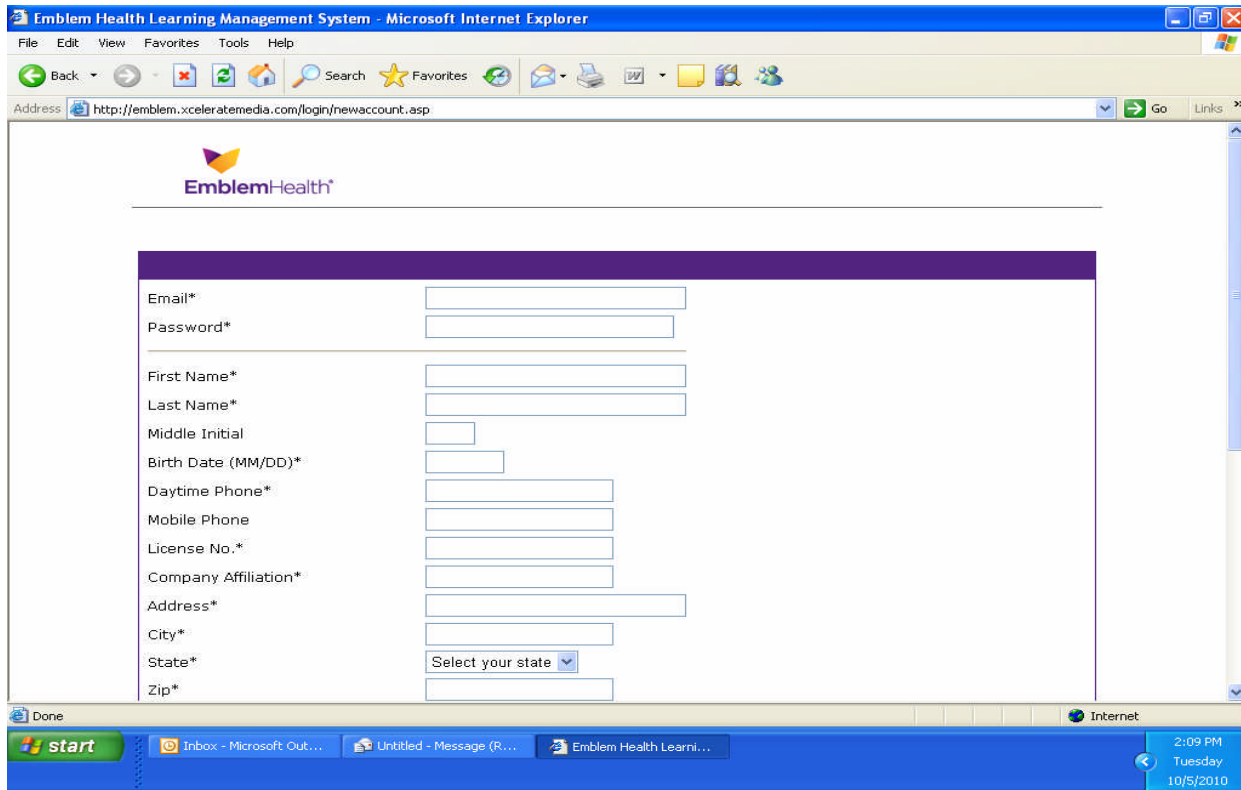 Emblem Health Learning Management System - Microsoft Internet Explorer
File Edit View Favorites Tools Help
Back Search Favorites
Address http://emblem.xceleratemedia.com/login/newaccount.asp Go Links »
EmblemHealth®
Email*
Password*
First Name*
Last Name*
Middle Initial
Birth Date (MM/DD)*
Daytime Phone*
Mobile Phone
License No.*
Company Affiliation*
Address*
City*
State* Select your state
Zip*
Done Internet
start Inbox - Microsoft Out... Untitled - Message (R... Emblem Health Learni... 2:09 PM
Tuesday
10/5/2010